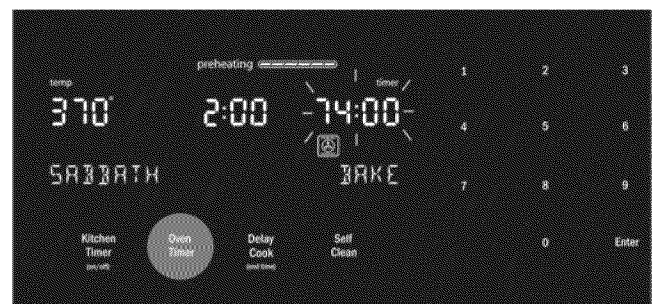 preheating
temp
timer
370°
2:00
74:00
SABBATH
BAKE
Kitchen
Timer
(on/off)
Oven
Timer
Delay
Cook
(end time)
Self
Clean
1 2 3
4 5 6
7 8 9
0 Enter